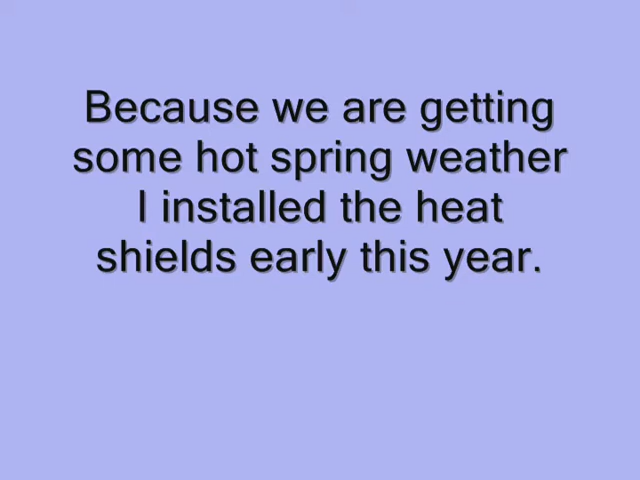 Because we are getting
some hot spring weather
I installed the heat
shields early this year.